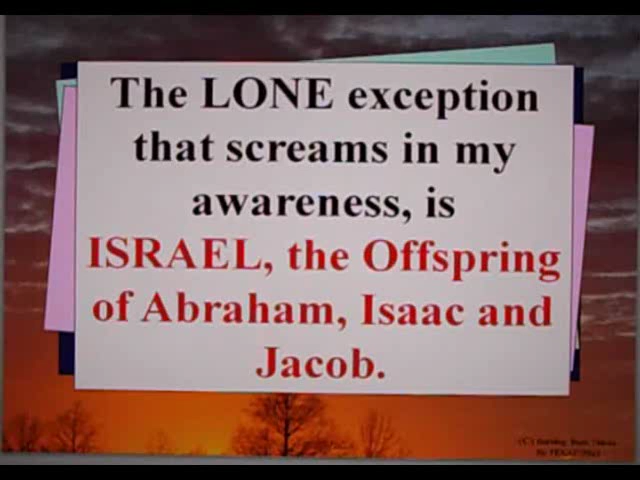 The LONE exception
that screams in my
awareness, is
ISRAEL, the Offspring
of Abraham, Isaac and
Jacob.